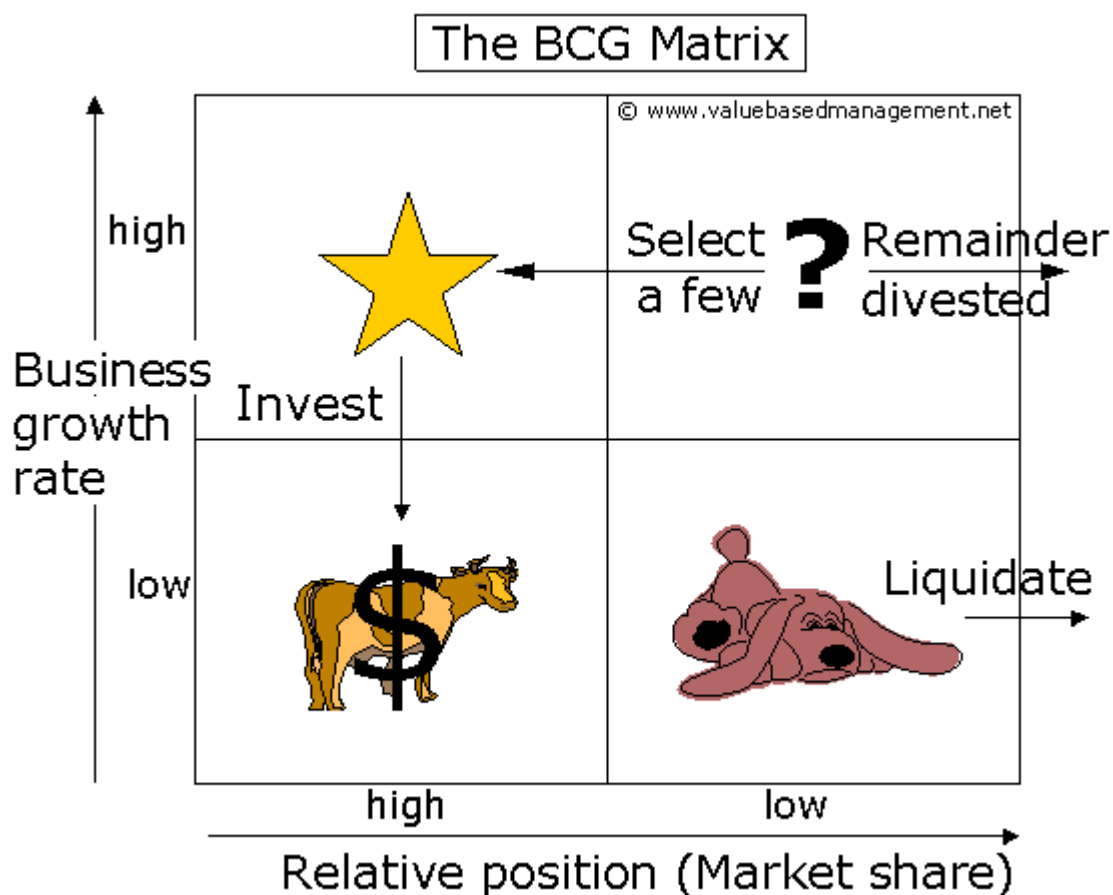 The BCG Matrix
© www.valuebasedmanagement.net
high
Select
a few
?
Remainder
divested
Business
growth
rate
Invest
low
$
Liquidate
high
low
Relative position (Market share)